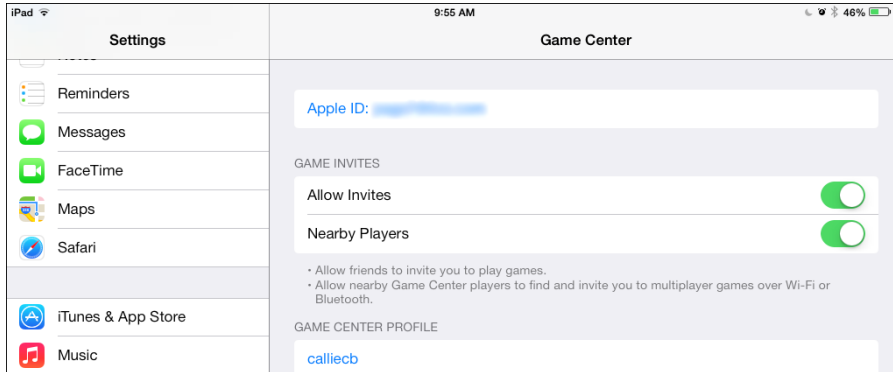 iPad
9:55 AM
46%
Settings
Game Center
Notes
Reminders
Messages
FaceTime
Maps
Safari
iTunes & App Store
Music
Apple ID:
GAME INVITES
Allow Invites
Nearby Players
• Allow friends to invite you to play games.
• Allow nearby Game Center players to find and invite you to multiplayer games over Wi-Fi or
Bluetooth.
GAME CENTER PROFILE
calliecb